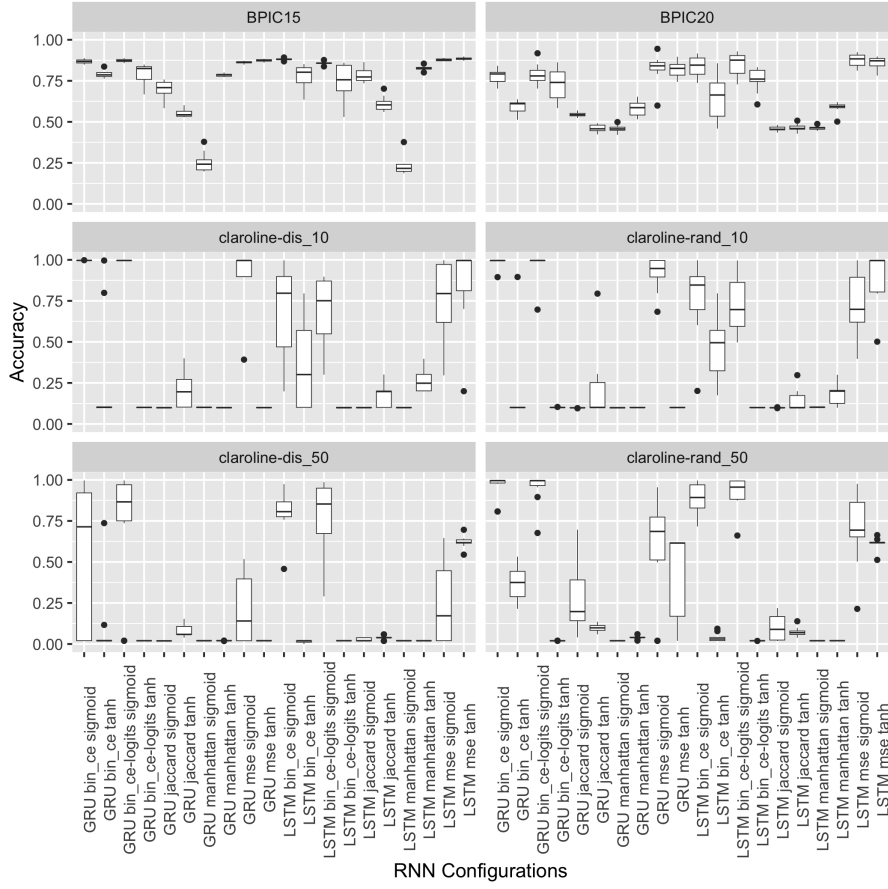 BPIC15
BPIC20
1.00
0.75
0.50
0.25
0.00
claroline-dis_10
claroline-rand_10
1.00
0.75
0.50
0.25
0.00
claroline-dis_50
claroline-rand_50
1.00
0.75
0.50
0.25
0.00
Accuracy
GRU bin_ce sigmoid
GRU bin_ce tanh
GRU bin_ce-logits sigmoid
GRU bin_ce-logits tanh
GRU jaccard sigmoid
GRU jaccard tanh
GRU manhattan sigmoid
GRU manhattan tanh
GRU mse sigmoid
GRU mse tanh
LSTM bin_ce sigmoid
LSTM bin_ce tanh
LSTM bin_ce-logits sigmoid
LSTM bin_ce-logits tanh
LSTM jaccard sigmoid
LSTM jaccard tanh
LSTM manhattan sigmoid
LSTM manhattan tanh
LSTM mse sigmoid
LSTM mse tanh
GRU bin_ce sigmoid
GRU bin_ce tanh
GRU bin_ce-logits sigmoid
GRU bin_ce-logits tanh
GRU jaccard sigmoid
GRU jaccard tanh
GRU manhattan sigmoid
GRU manhattan tanh
GRU mse sigmoid
GRU mse tanh
LSTM bin_ce sigmoid
LSTM bin_ce tanh
LSTM bin_ce-logits sigmoid
LSTM bin_ce-logits tanh
LSTM jaccard sigmoid
LSTM jaccard tanh
LSTM manhattan sigmoid
LSTM manhattan tanh
LSTM mse sigmoid
LSTM mse tanh
RNN Configurations